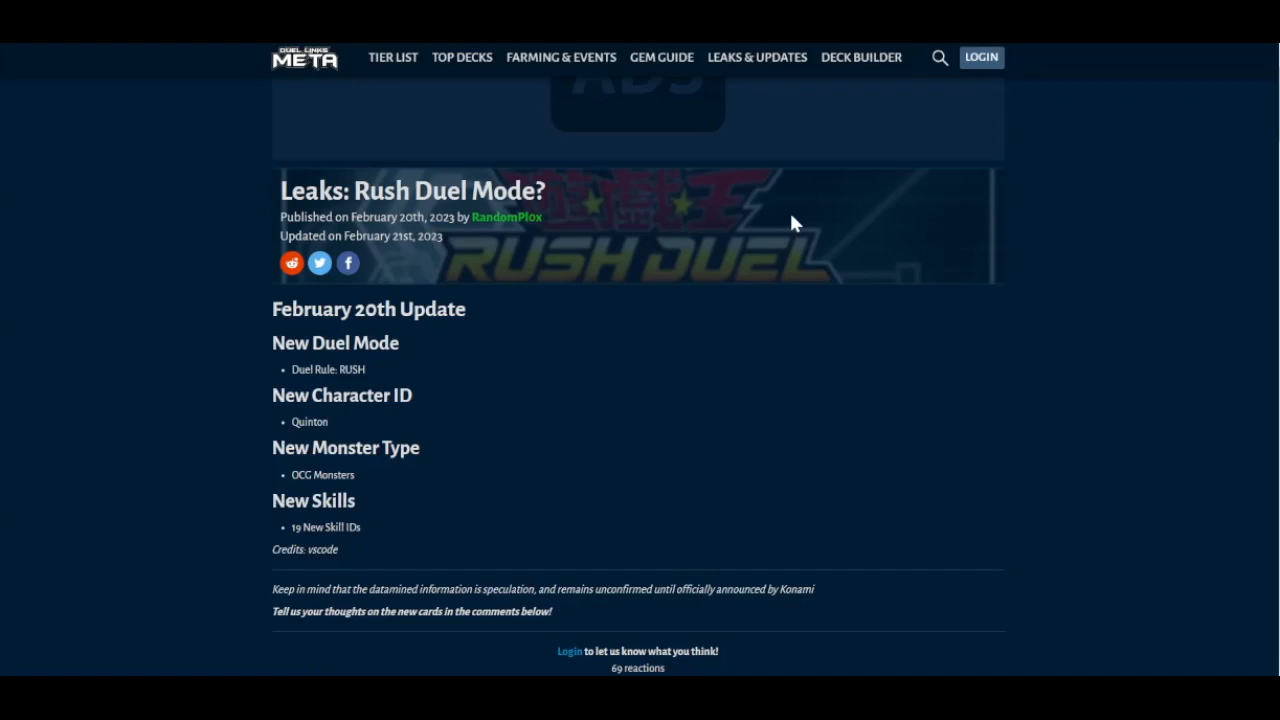 DUEL LINKS
META
TIER LIST
TOP DECKS
FARMING & EVENTS
GEM GUIDE
LEAKS & UPDATES
DECK BUILDER
LOGIN
ADS
遊戯王
RUSH DUEL
Leaks: Rush Duel Mode?
Published on February 20th, 2023 by RandomPl0x
Updated on February 21st, 2023
February 20th Update
New Duel Mode
• Duel Rule: RUSH
New Character ID
• Quinton
New Monster Type
• OCG Monsters
New Skills
• 19 New Skill IDs
Credits: vscode
Keep in mind that the datamined information is speculation, and remains unconfirmed until officially announced by Konami
Tell us your thoughts on the new cards in the comments below!
Login to let us know what you think!
69 reactions